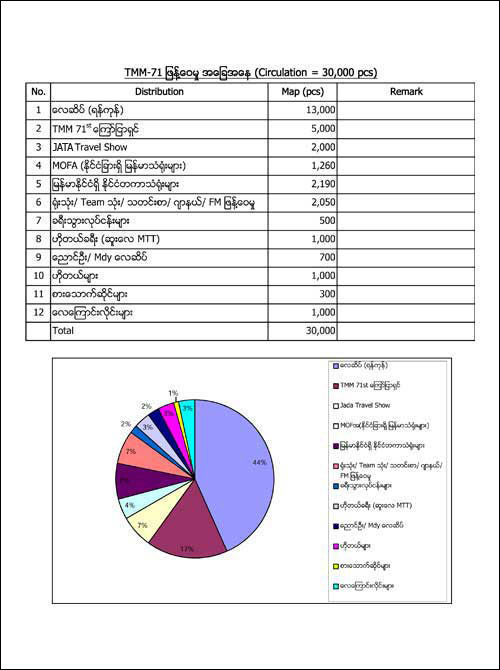 TMM-71 ဖြန့်ဝေမှု အခြေအနေ (Circulation = 30,000 pcs)
No. Distribution Map (pcs) Remark
1 လေဆိပ် (ရန်ကုန်) 13,000
2 TMM 71st ကြော်ငြာရှင် 5,000
3 JATA Travel Show 2,000
4 MOFA (နိုင်ငံခြားရှိ မြန်မာသံရုံးများ) 1,260
5 မြန်မာနိုင်ငံရှိ နိုင်ငံတကာသံရုံးများ 2,190
6 ရုံးသုံး/ Team သုံး/ သတင်းစာ/ ဂျာနယ်/ FM ဖြန့်ဝေမှု 2,050
7 ခရီးသွားလုပ်ငန်းများ 500
8 ဟိုတယ်ခရီး (ဆူးလေ MTT) 1,000
9 ညောင်ဦး/ Mdy လေဆိပ် 700
10 ဟိုတယ်များ 1,000
11 စားသောက်ဆိုင်များ 300
12 လေကြောင်းလိုင်းများ 1,000
Total 30,000
44%
17%
7%
4%
7%
7%
2%
3%
2%
3%
1%
3%
လေဆိပ် (ရန်ကုန်)
TMM 71st ကြော်ငြာရှင်
Jada Travel Show
MOFA(နိုင်ငံခြားရှိ မြန်မာသံရုံးများ)
မြန်မာနိုင်ငံရှိ နိုင်ငံတကာသံရုံးများ
ရုံးသုံး/ Team သုံး/ သတင်းစာ/ ဂျာနယ်/
FM ဖြန့်ဝေမှု
ခရီးသွားလုပ်ငန်းများ
ဟိုတယ်ခရီး (ဆူးလေ MTT)
ညောင်ဦး/ Mdy လေဆိပ်
ဟိုတယ်များ
စားသောက်ဆိုင်များ
လေကြောင်းလိုင်းများ